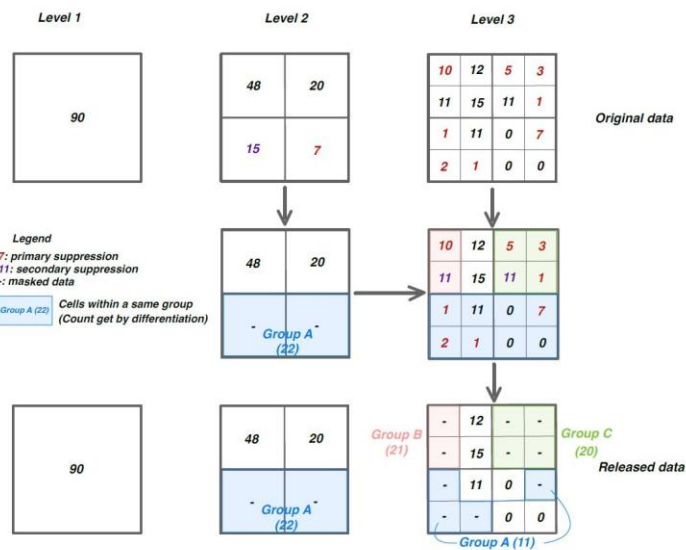 Level 1 Level 2 Level 3
10 12 5 3
48 20
11 15 11 1
90 Original data
1 11 0 7
15 7
2 1 0 0
Legend
7: primary suppression
11: secondary suppression
-: masked data
Group A (22) Cells within a same group
(Count get by differentiation)
48 20
- -
Group A
(22)
10 12 5 3
11 15 11 1
1 11 0 7
2 1 0 0
90
48 20
- -
Group A
(22)
Group B
(21)
- 12 - -
- 15 - -
- 11 0 -
- - 0 0
Group C
(20)
Released data
Group A (11)